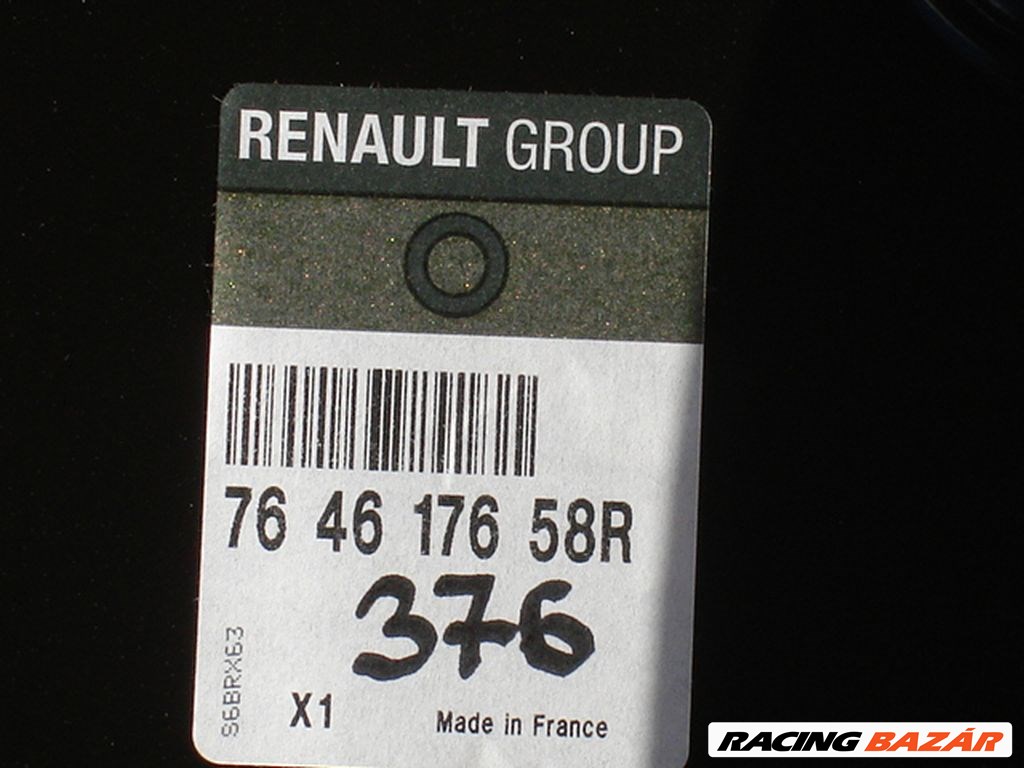 RENAULT GROUP
76 46 176 58R
376
S6BRX63
X1
Made in France
RACING BAZÁR